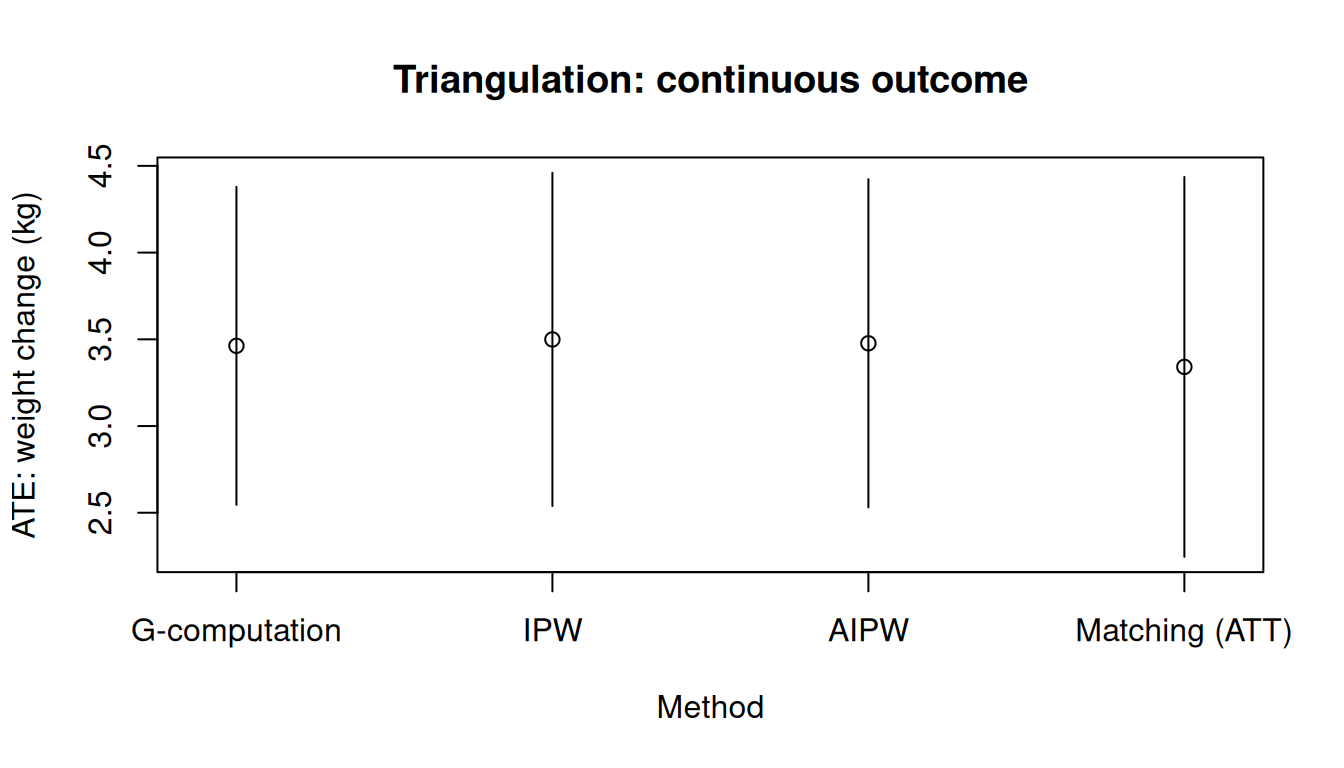 Triangulation: continuous outcome
ATE: weight change (kg)
4.5
4.0
3.5
3.0
2.5
G-computation IPW AIPW Matching (ATT)
Method